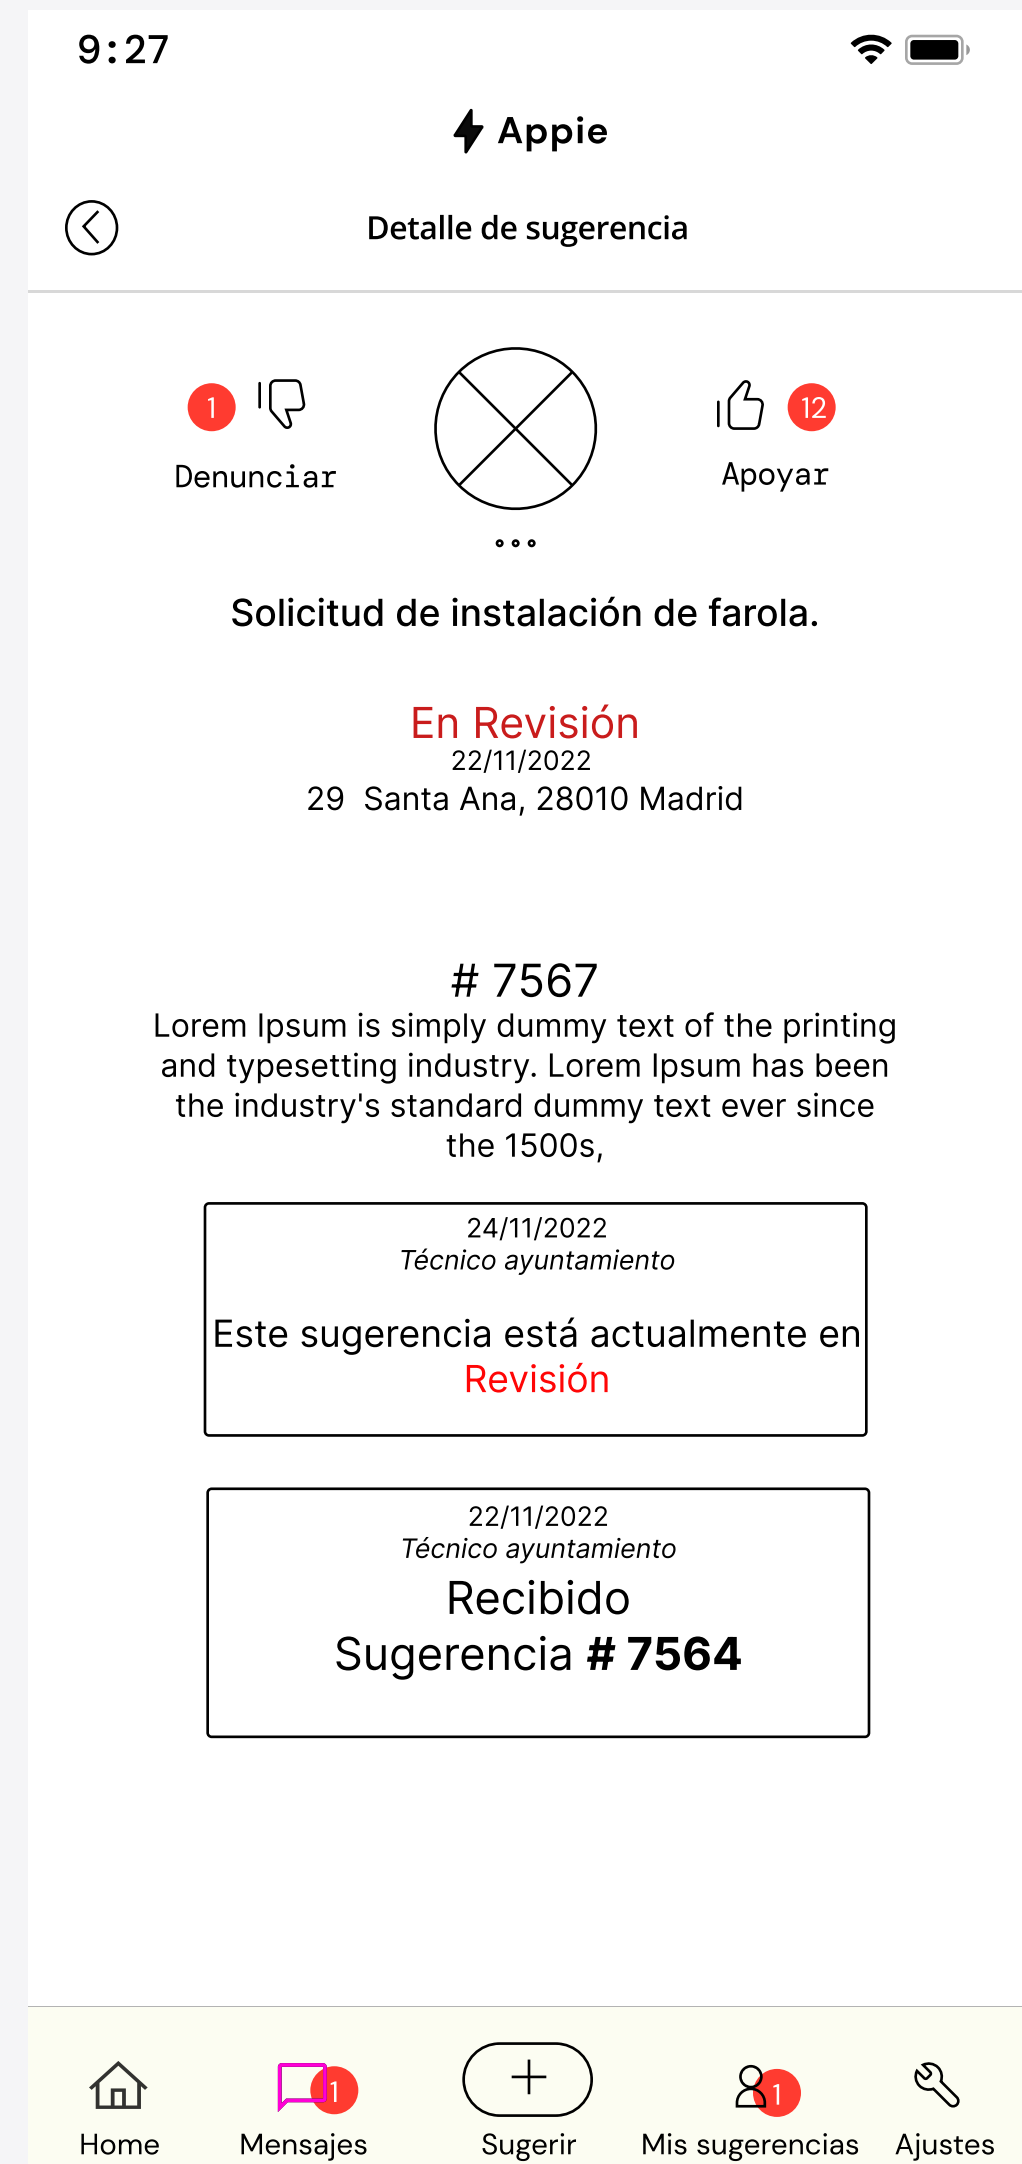 9:27
Appie
Detalle de sugerencia
1
12
Denunciar
Apoyar
Solicitud de instalación de farola.
En Revisión
22/11/2022
29 Santa Ana, 28010 Madrid
# 7567
Lorem Ipsum is simply dummy text of the printing
and typesetting industry. Lorem Ipsum has been
the industry's standard dummy text ever since
the 1500s,
24/11/2022
Técnico ayuntamiento
Este sugerencia está actualmente en
Revisión
22/11/2022
Técnico ayuntamiento
Recibido
Sugerencia # 7564
1
1
Home
Mensajes
Sugerir
Mis sugerencias
Ajustes